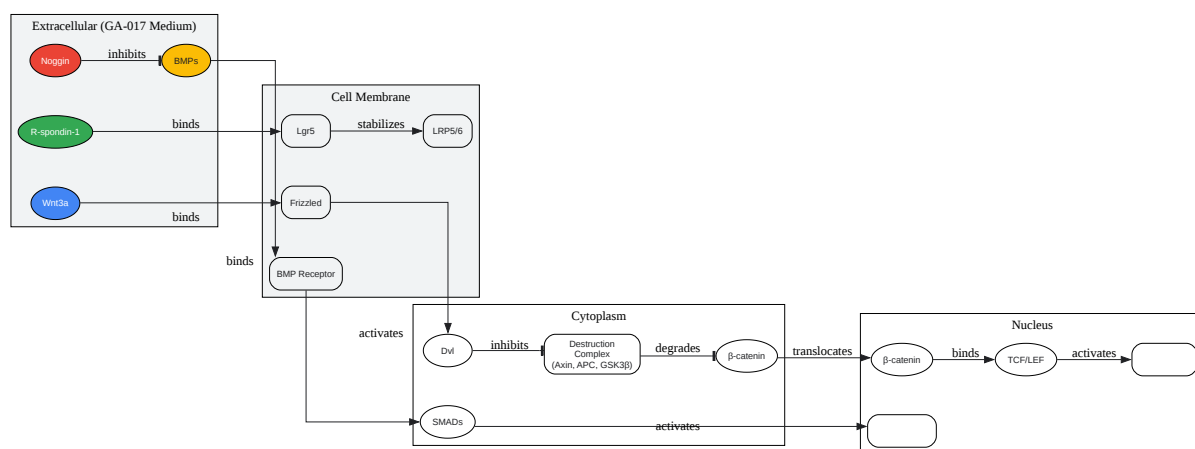 Extracellular (GA-017 Medium)
Noggin
inhibits
BMPs
Cell Membrane
R-spondin-1
binds
Lgr5
stabilizes
LRP5/6
Wnt3a
binds
Frizzled
binds
BMP Receptor
activates
Cytoplasm
Dvl
inhibits
Destruction
Complex
(Axin, APC, GSK3β)
degrades
β-catenin
translocates
Nucleus
β-catenin
binds
TCF/LEF
activates
SMADs
activates